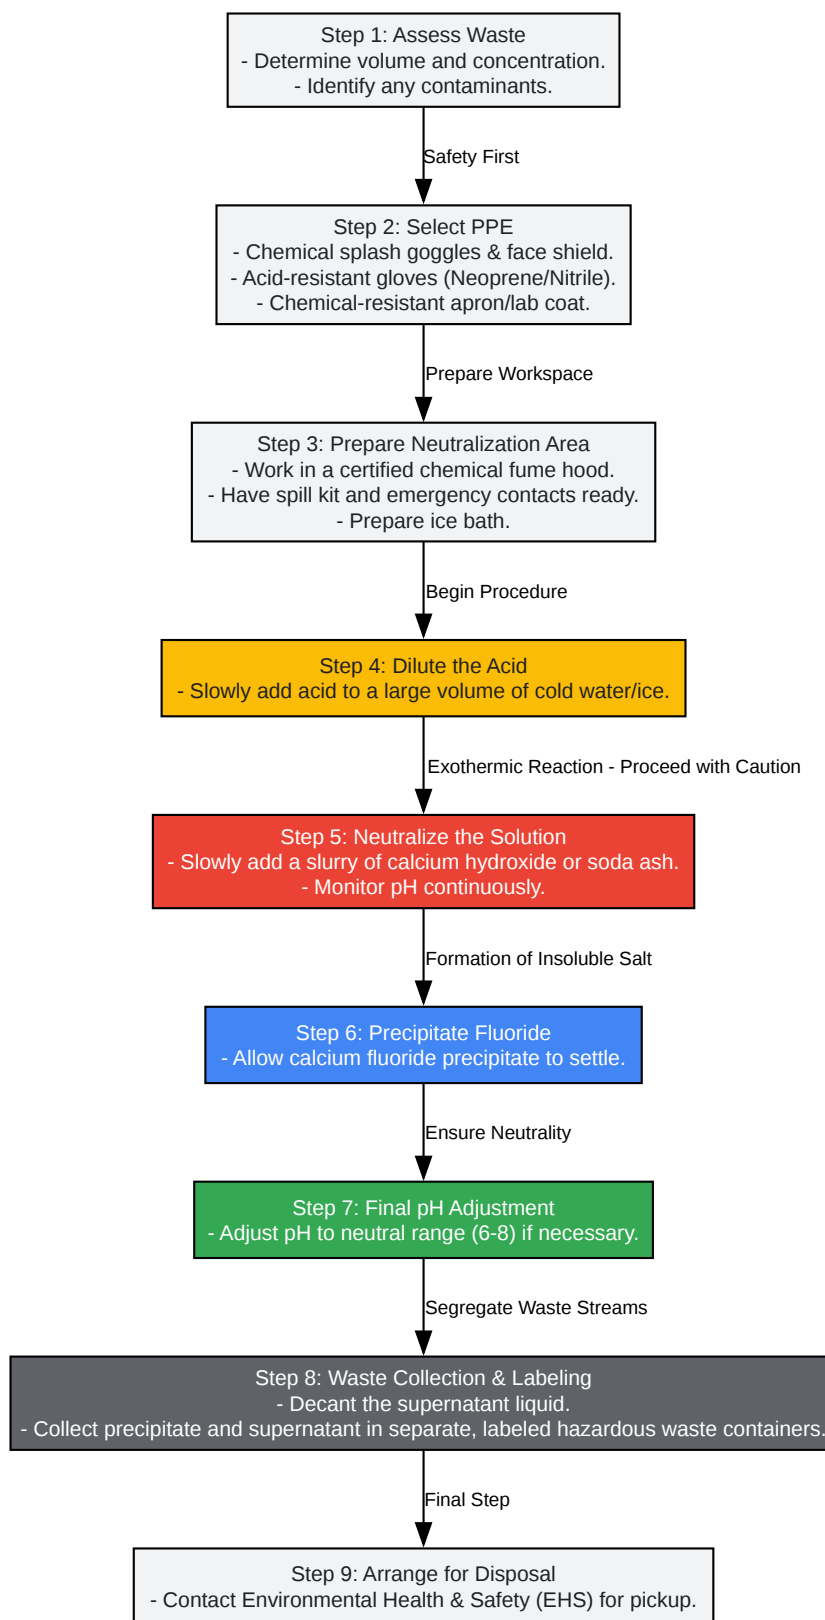 Step 1: Assess Waste
- Determine volume and concentration.
- Identify any contaminants.
Safety First
Step 2: Select PPE
- Chemical splash goggles & face shield.
- Acid-resistant gloves (Neoprene/Nitrile).
- Chemical-resistant apron/lab coat.
Prepare Workspace
Step 3: Prepare Neutralization Area
- Work in a certified chemical fume hood.
- Have spill kit and emergency contacts ready.
- Prepare ice bath.
Begin Procedure
Step 4: Dilute the Acid
- Slowly add acid to a large volume of cold water/ice.
Exothermic Reaction - Proceed with Caution
Step 5: Neutralize the Solution
- Slowly add a slurry of calcium hydroxide or soda ash.
- Monitor pH continuously.
Formation of Insoluble Salt
Step 6: Precipitate Fluoride
- Allow calcium fluoride precipitate to settle.
Ensure Neutrality
Step 7: Final pH Adjustment
- Adjust pH to neutral range (6-8) if necessary.
Segregate Waste Streams
Step 8: Waste Collection & Labeling
- Decant the supernatant liquid.
- Collect precipitate and supernatant in separate, labeled hazardous waste containers.
Final Step
Step 9: Arrange for Disposal
- Contact Environmental Health & Safety (EHS) for pickup.